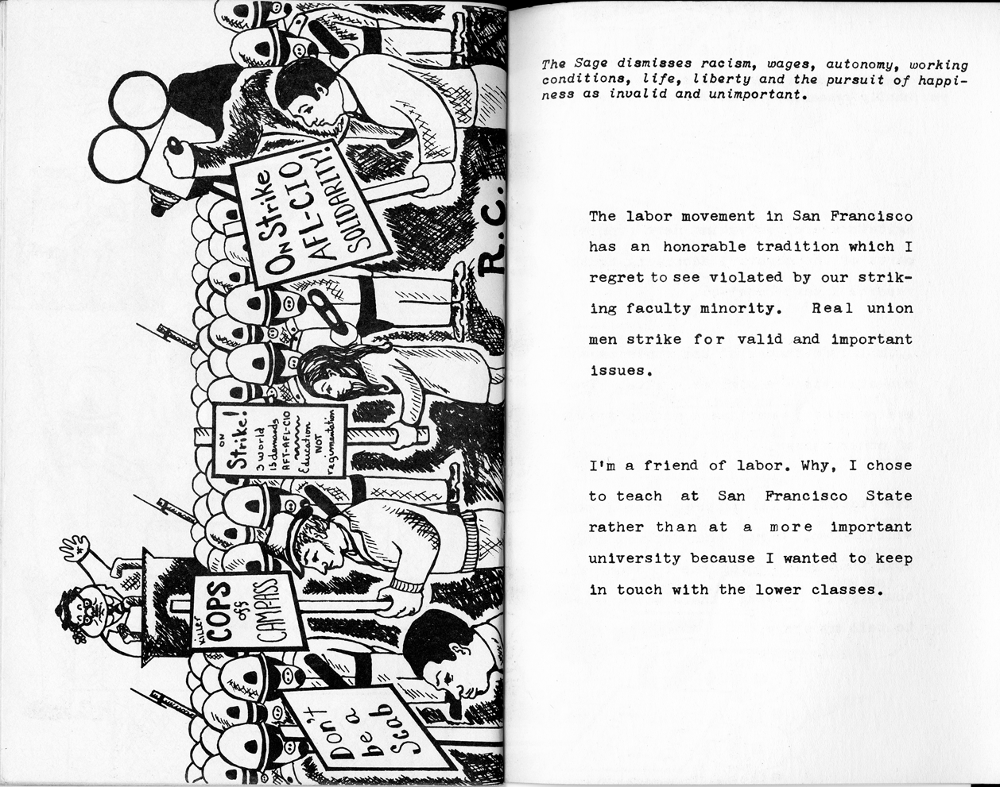 On Strike
AFL-CIO
SOLIDARITY!
R.C.
ON
Strike!
3 world
15 demands
AFT-AFL-CIO
Education
NOT
regimentation
KILLER
COPS
off
CAMPASS
Don't
be a
Scab
The Sage dismisses racism, wages, autonomy, working
conditions, life, liberty and the pursuit of happi-
ness as invalid and unimportant.
The labor movement in San Francisco
has an honorable tradition which I
regret to see violated by our strik-
ing faculty minority. Real union
men strike for valid and important
issues.
I'm a friend of labor. Why, I chose
to teach at San Francisco State
rather than at a more important
university because I wanted to keep
in touch with the lower classes.